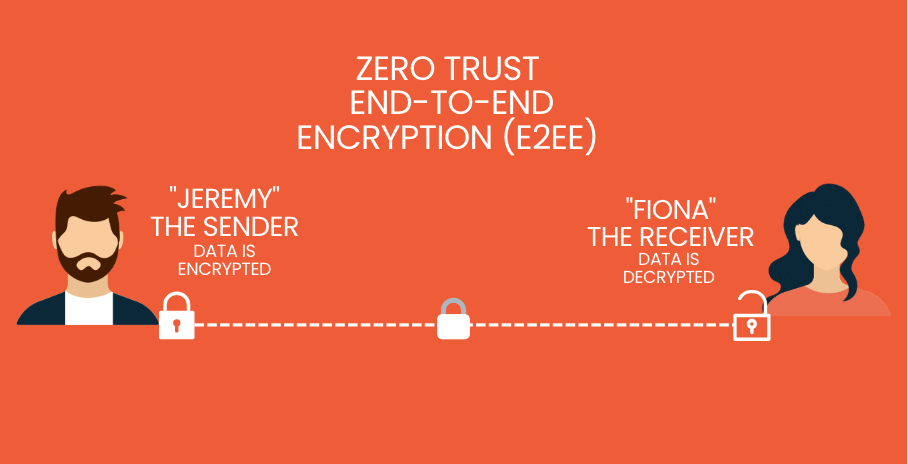 ZERO TRUST
END-TO-END
ENCRYPTION (E2EE)
"JEREMY"
THE SENDER
DATA IS
ENCRYPTED
"FIONA"
THE RECEIVER
DATA IS
DECRYPTED